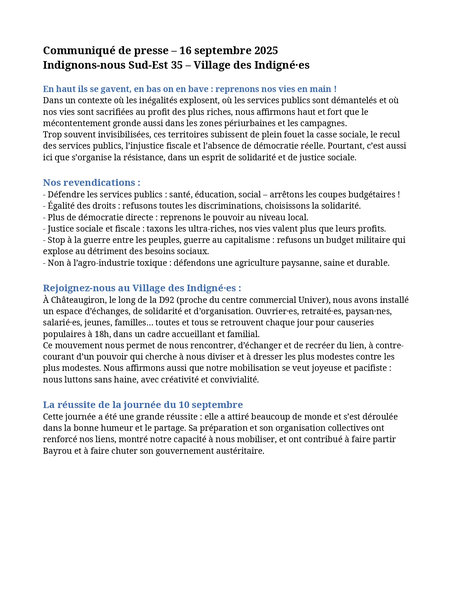 Communiqué de presse – 16 septembre 2025
Indignons-nous Sud-Est 35 – Village des Indigné·es
En haut ils se gavent, en bas on en bave : reprenons nos vies en main !
Dans un contexte où les inégalités explosent, où les services publics sont démantelés et où
nos vies sont sacrifiées au profit des plus riches, nous affirmons haut et fort que le
mécontentement gronde aussi dans les zones périurbaines et les campagnes.
Trop souvent invisibilisées, ces territoires subissent de plein fouet la casse sociale, le recul
des services publics, l’injustice fiscale et l’absence de démocratie réelle. Pourtant, c’est aussi
ici que s’organise la résistance, dans un esprit de solidarité et de justice sociale.
Nos revendications :
- Défendre les services publics : santé, éducation, social – arrêtons les coupes budgétaires !
- Égalité des droits : refusons toutes les discriminations, choisissons la solidarité.
- Plus de démocratie directe : reprenons le pouvoir au niveau local.
- Justice sociale et fiscale : taxons les ultra-riches, nos vies valent plus que leurs profits.
- Stop à la guerre entre les peuples, guerre au capitalisme : refusons un budget militaire qui
explose au détriment des besoins sociaux.
- Non à l’agro-industrie toxique : défendons une agriculture paysanne, saine et durable.
Rejoignez-nous au Village des Indigné·es :
À Châteaugiron, le long de la D92 (proche du centre commercial Univer), nous avons installé
un espace d’échanges, de solidarité et d’organisation. Ouvrier·es, retraité·es, paysan·nes,
salarié·es, jeunes, familles… toutes et tous se retrouvent chaque jour pour causeries
populaires à 18h, dans un cadre accueillant et familial.
Ce mouvement nous permet de nous rencontrer, d’échanger et de recréer du lien, à contre-
courant d’un pouvoir qui cherche à nous diviser et à dresser les plus modestes contre les
plus modestes. Nous affirmons aussi que notre mobilisation se veut joyeuse et pacifiste :
nous luttons sans haine, avec créativité et convivialité.
La réussite de la journée du 10 septembre
Cette journée a été une grande réussite : elle a attiré beaucoup de monde et s’est déroulée
dans la bonne humeur et le partage. Sa préparation et son organisation collectives ont
renforcé nos liens, montré notre capacité à nous mobiliser, et ont contribué à faire partir
Bayrou et à faire chuter son gouvernement austéritaire.